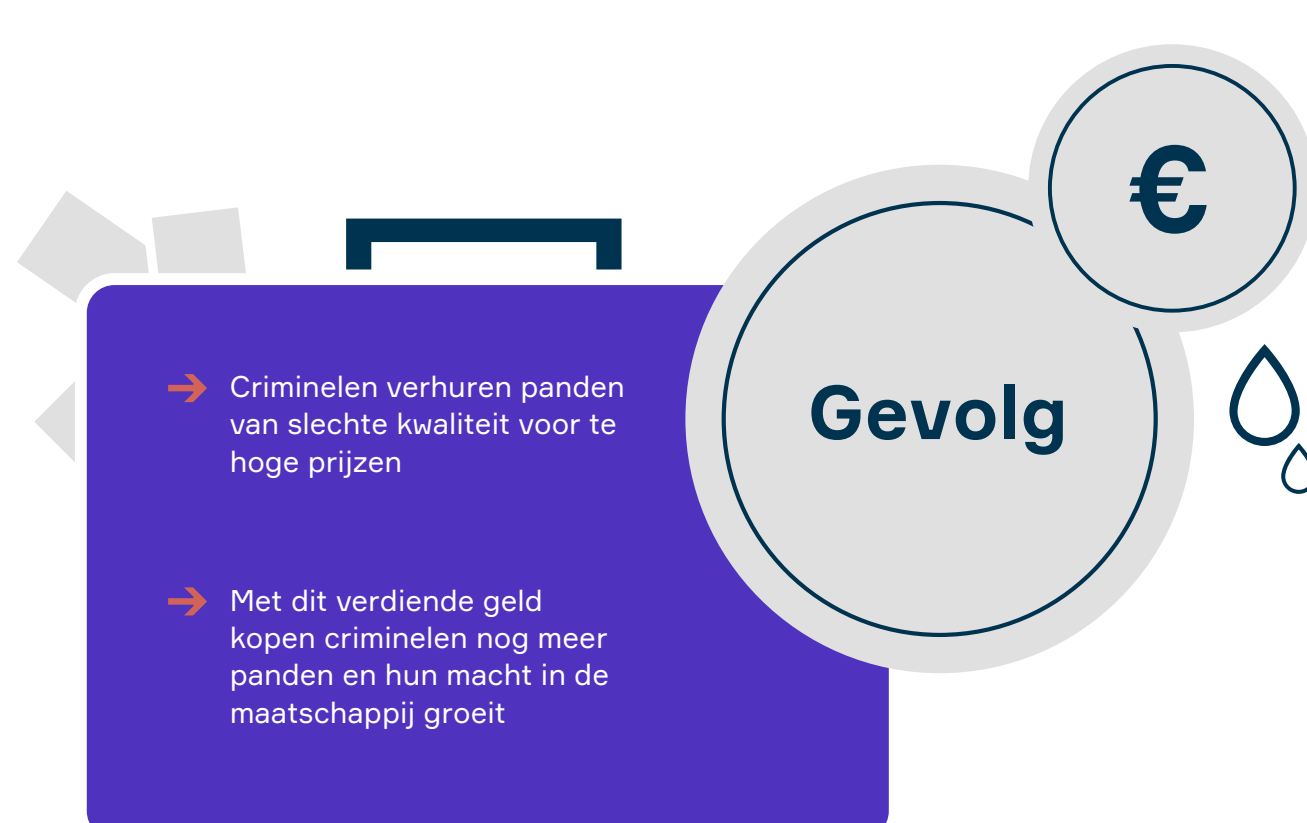 €
Gevolg
Criminelen verhuren panden
van slechte kwaliteit voor te
hoge prijzen
Met dit verdiende geld
kopen criminelen nog meer
panden en hun macht in de
maatschappij groeit